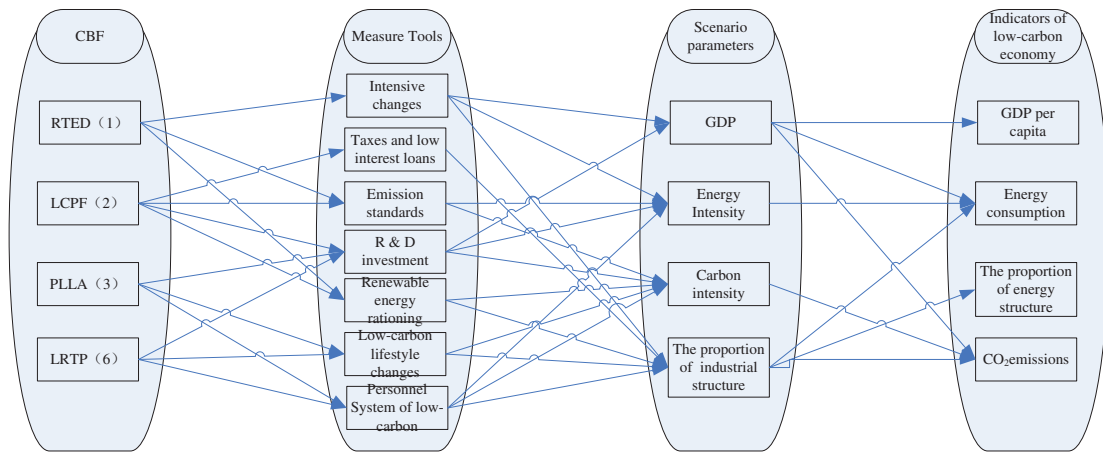 CBF
RTED（1）
LCPF（2）
PLLA（3）
LRTP（6）
Measure Tools
Intensive
changes
Taxes and low
interest loans
Emission
standards
R & D
investment
Renewable
energy
rationing
Low-carbon
lifestyle
changes
Personnel
System of low-
carbon
Scenario
parameters
GDP
Energy
Intensity
Carbon
intensity
The proportion
of industrial
structure
Indicators of
low-carbon
economy
GDP per
capita
Energy
consumption
The proportion
of energy
structure
CO₂emissions